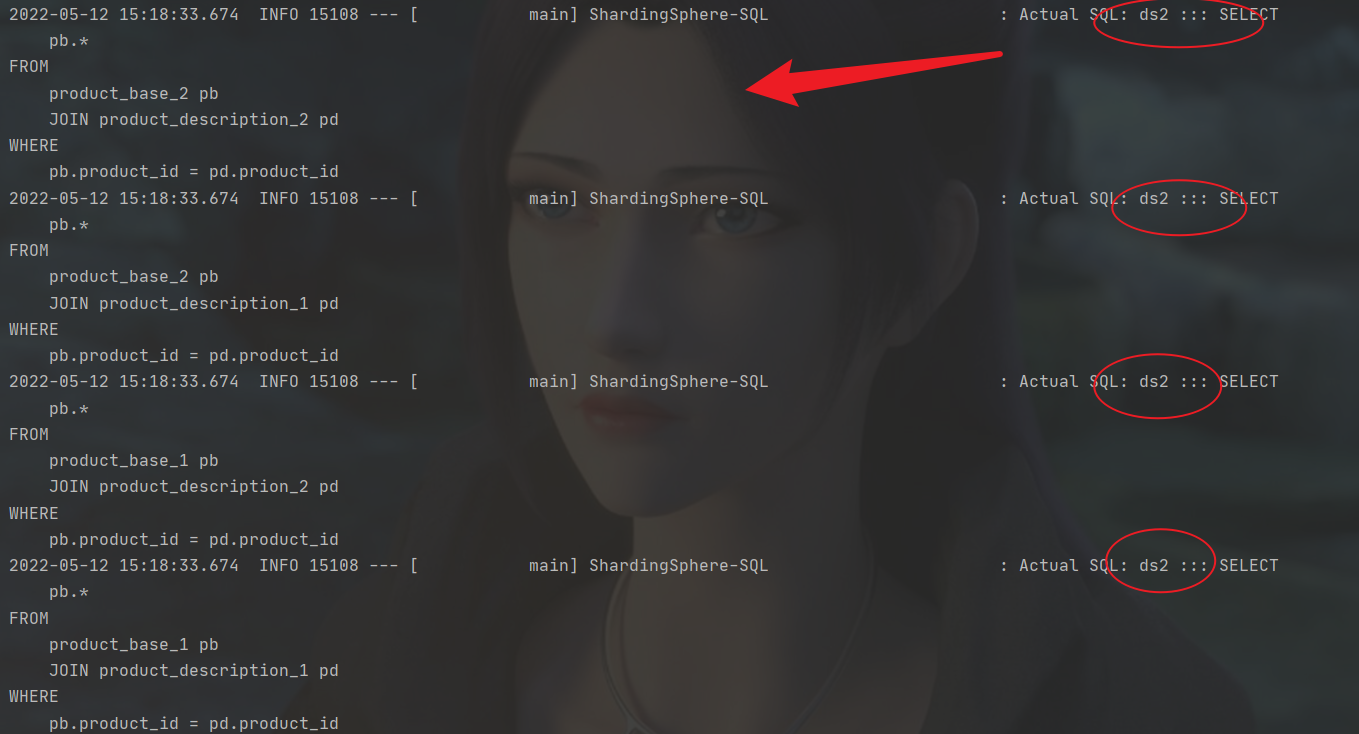 2022-05-12 15:18:33.674  INFO 15108 --- [           main] ShardingSphere-SQL                       : Actual SQL: ds2 ::: SELECT
    pb.*
FROM
    product_base_2 pb
    JOIN product_description_2 pd
WHERE
    pb.product_id = pd.product_id
2022-05-12 15:18:33.674  INFO 15108 --- [           main] ShardingSphere-SQL                       : Actual SQL: ds2 ::: SELECT
    pb.*
FROM
    product_base_2 pb
    JOIN product_description_1 pd
WHERE
    pb.product_id = pd.product_id
2022-05-12 15:18:33.674  INFO 15108 --- [           main] ShardingSphere-SQL                       : Actual SQL: ds2 ::: SELECT
    pb.*
FROM
    product_base_1 pb
    JOIN product_description_2 pd
WHERE
    pb.product_id = pd.product_id
2022-05-12 15:18:33.674  INFO 15108 --- [           main] ShardingSphere-SQL                       : Actual SQL: ds2 ::: SELECT
    pb.*
FROM
    product_base_1 pb
    JOIN product_description_1 pd
WHERE
    pb.product_id = pd.product_id